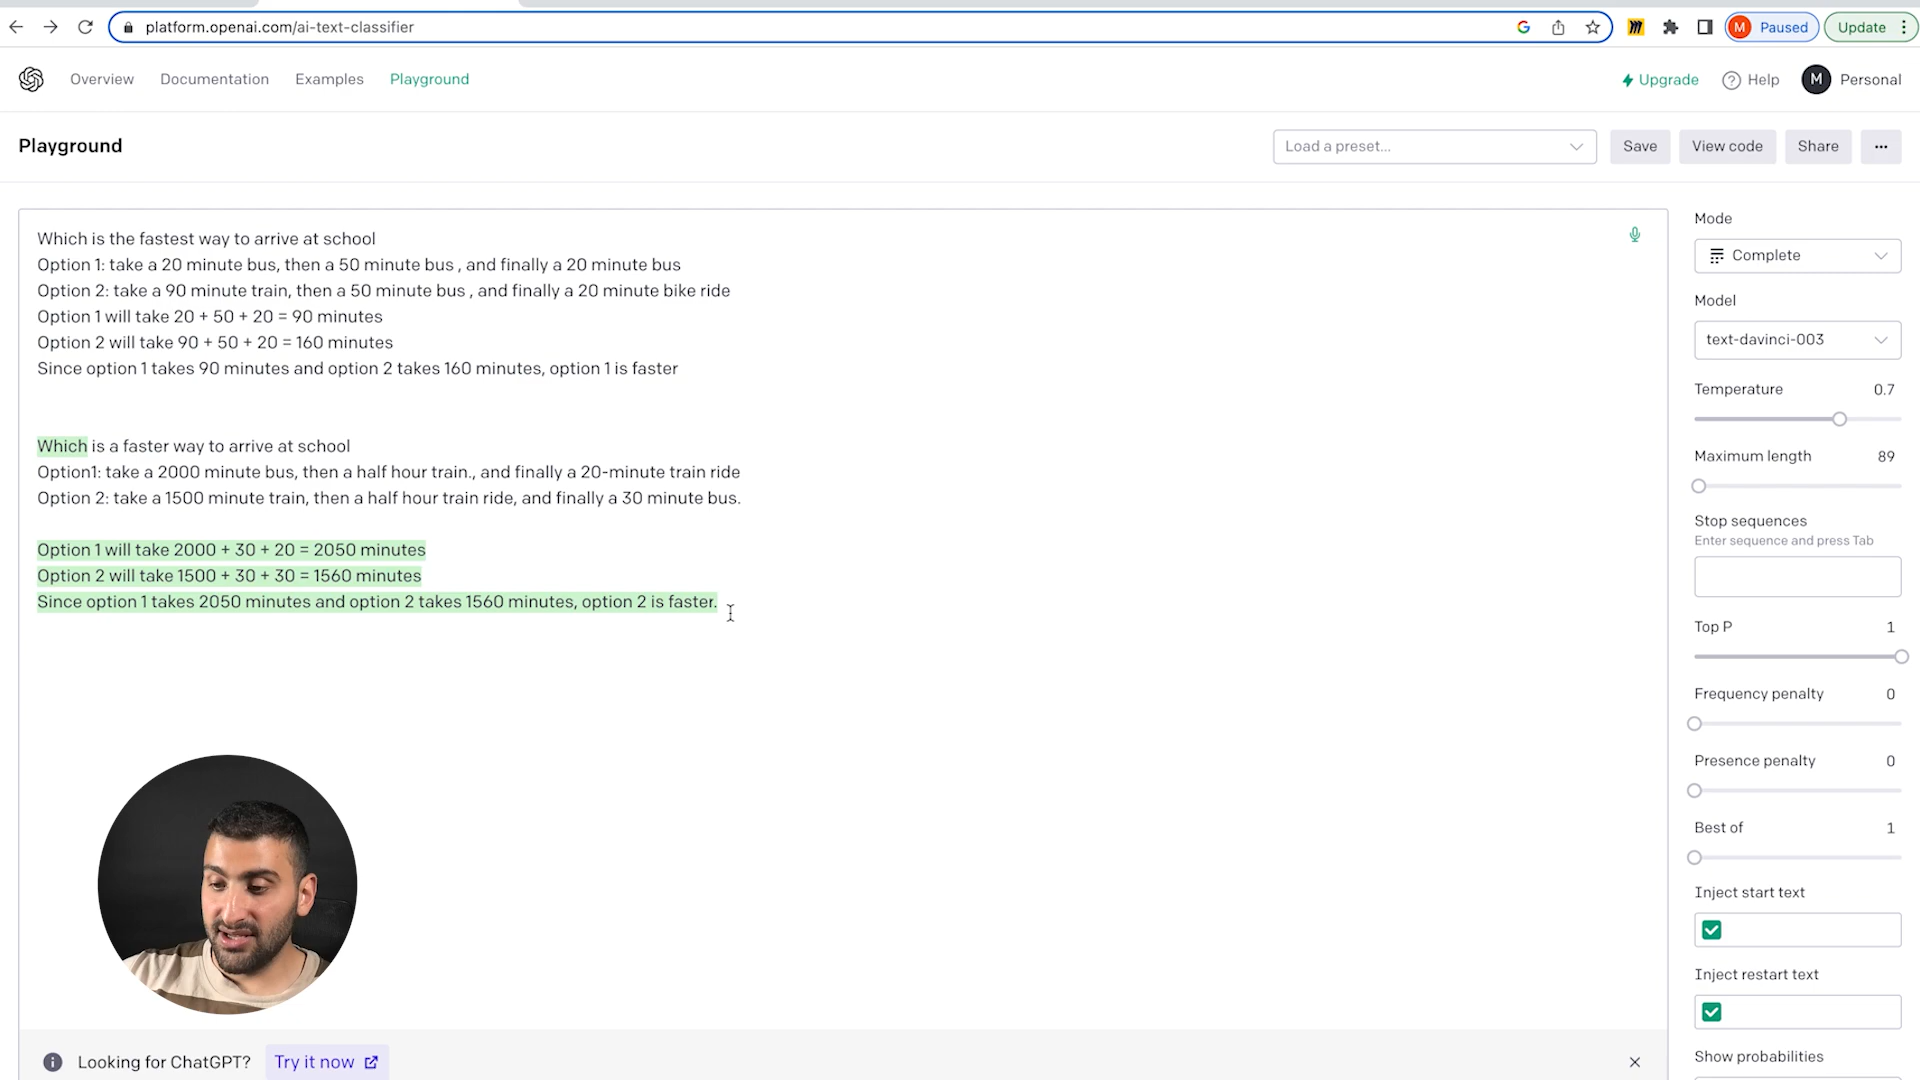 platform.openai.com/ai-text-classifier
M Paused
Update
Overview Documentation Examples Playground
Upgrade Help M Personal
Playground
Load a preset...
Save View code Share
Which is the fastest way to arrive at school
Option 1: take a 20 minute bus, then a 50 minute bus , and finally a 20 minute bus
Option 2: take a 90 minute train, then a 50 minute bus , and finally a 20 minute bike ride
Option 1 will take 20 + 50 + 20 = 90 minutes
Option 2 will take 90 + 50 + 20 = 160 minutes
Since option 1 takes 90 minutes and option 2 takes 160 minutes, option 1 is faster
Which is a faster way to arrive at school
Option1: take a 2000 minute bus, then a half hour train., and finally a 20-minute train ride
Option 2: take a 1500 minute train, then a half hour train ride, and finally a 30 minute bus.
Option 1 will take 2000 + 30 + 20 = 2050 minutes
Option 2 will take 1500 + 30 + 30 = 1560 minutes
Since option 1 takes 2050 minutes and option 2 takes 1560 minutes, option 2 is faster.
Mode
Complete
Model
text-davinci-003
Temperature 0.7
Maximum length 89
Stop sequences
Enter sequence and press Tab
Top P 1
Frequency penalty 0
Presence penalty 0
Best of 1
Inject start text
Inject restart text
Show probabilities
Looking for ChatGPT? Try it now